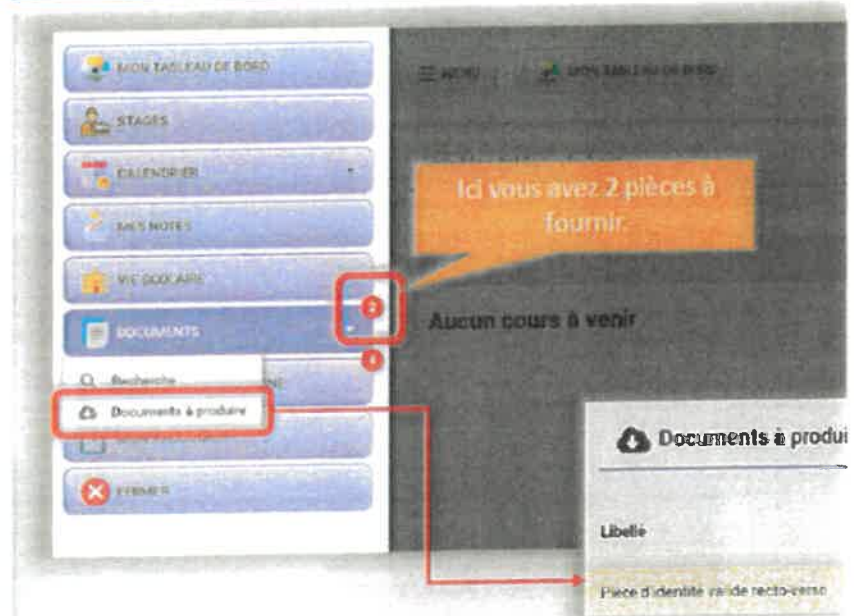 MON TABLEAU DE BORD
STAGES
CALENDRIER
MES NOTES
VIE SCOLAIRE
DOCUMENTS
Recherche
Documents à produire
FERMER
MENU
MON TABLEAU DE BORD
Ici vous avez 2 pièces à
fournir.
Aucun cours à venir
Documents à produi
Libellé
Pièce d'identité valide recto-verso